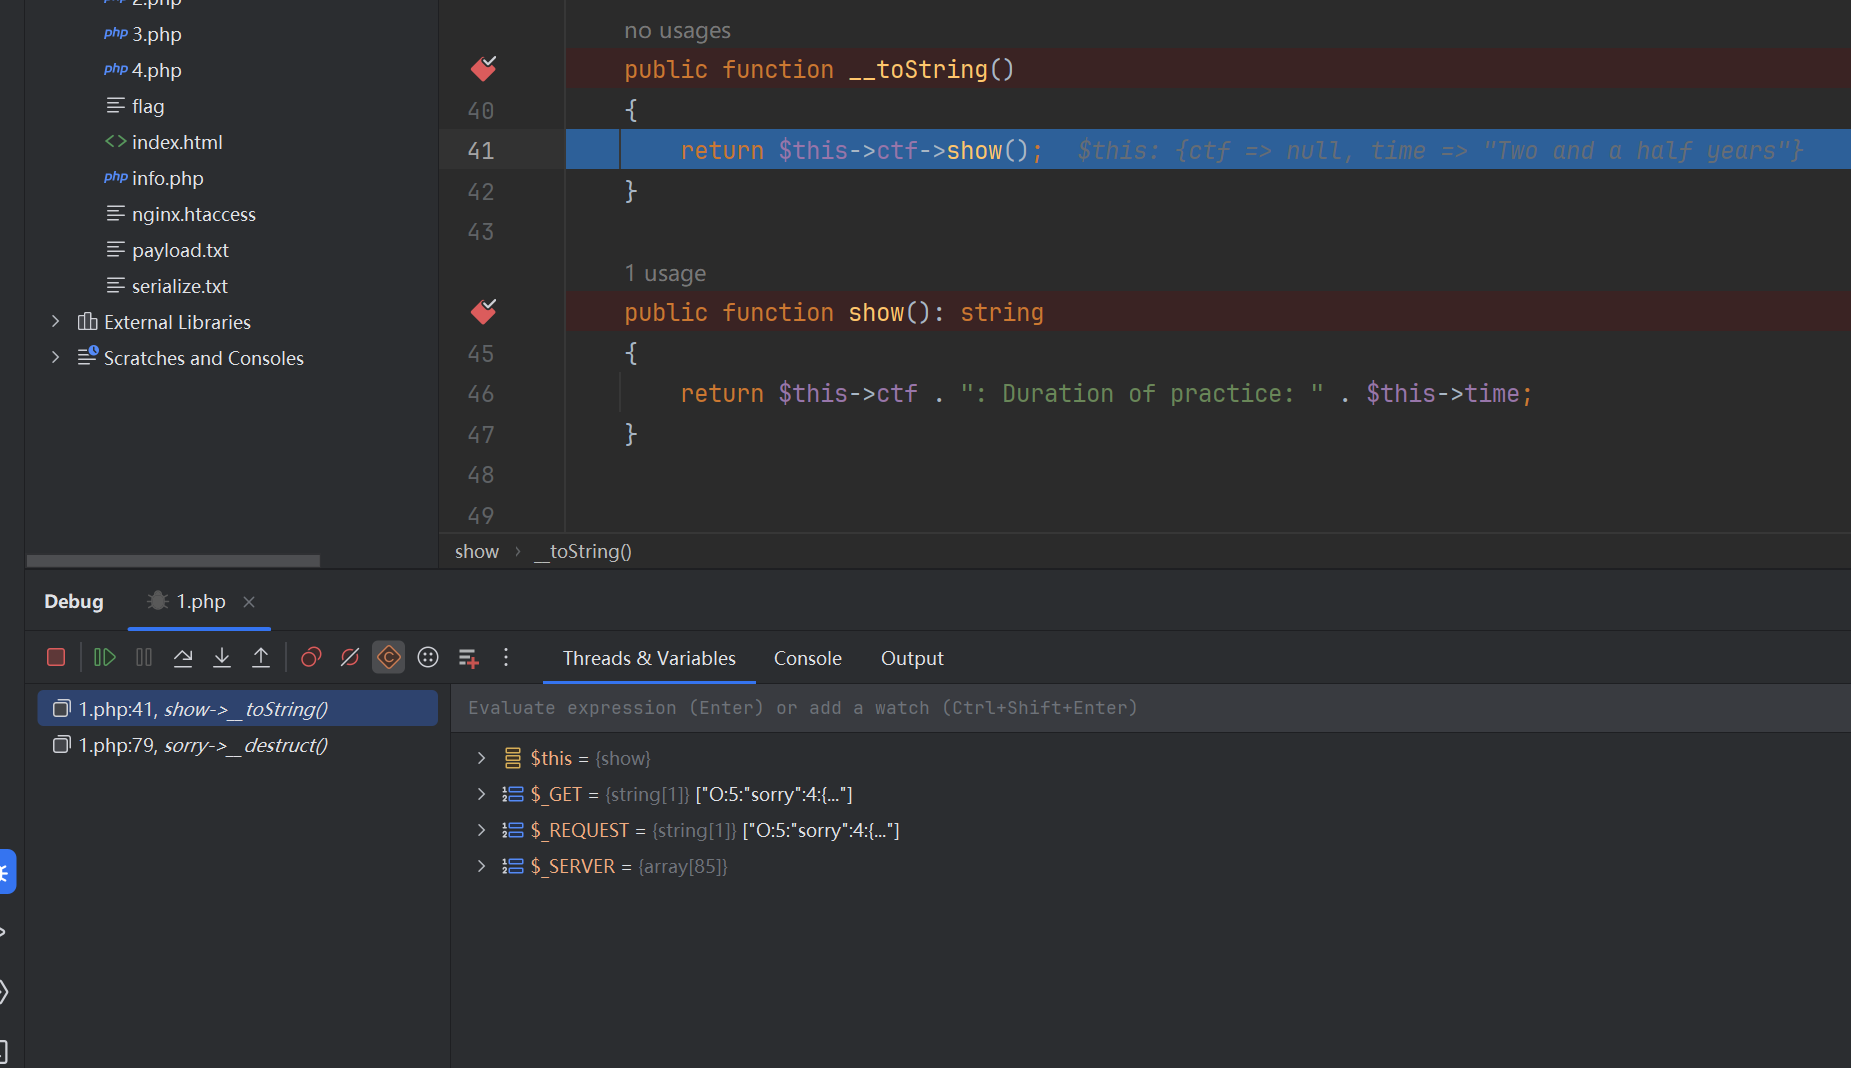 2.php
php 3.php
php 4.php
flag
index.html
php info.php
nginx.htaccess
payload.txt
serialize.txt
External Libraries
Scratches and Consoles
no usages
public function __toString()
40 {
41 return $this->ctf->show(); $this: {ctf => null, time => "Two and a half years"}
42 }
43
1 usage
public function show(): string
45 {
46 return $this->ctf . ": Duration of practice: " . $this->time;
47 }
48
49
show › __toString()
Debug 1.php ×
Threads & Variables Console Output
1.php:41, show->__toString()
1.php:79, sorry->__destruct()
Evaluate expression (Enter) or add a watch (Ctrl+Shift+Enter)
$this = {show}
$_GET = {string[1]} ["O:5:"sorry":4:{..."]
$_REQUEST = {string[1]} ["O:5:"sorry":4:{..."]
$_SERVER = {array[85]}